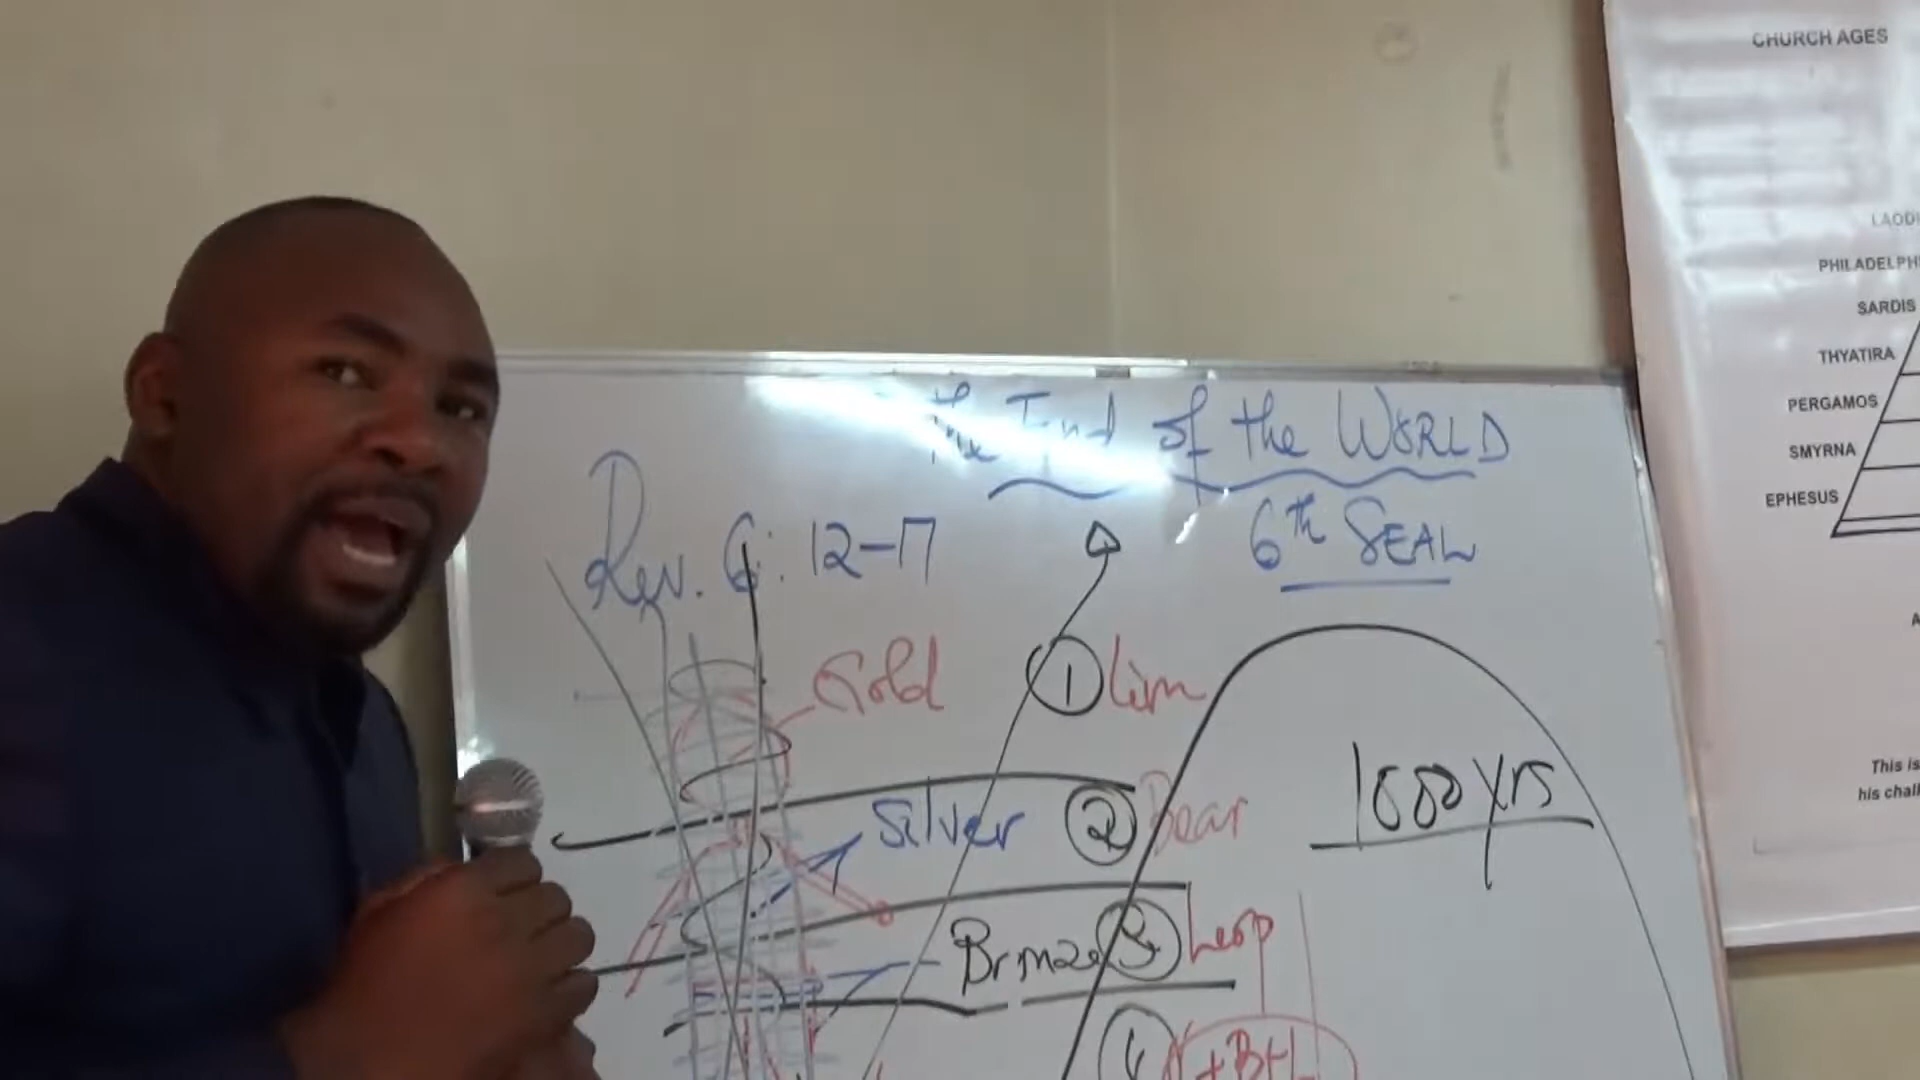 the End of the WORLD
Rev. 6: 12-17
6th SEAL
Gold
1 Lion
1000 yrs
Silver
2 Bear
Bronze
3 Leop
4
CHURCH AGES
LAODI
PHILADELPH
SARDIS
THYATIRA
PERGAMOS
SMYRNA
EPHESUS
This is
his chall